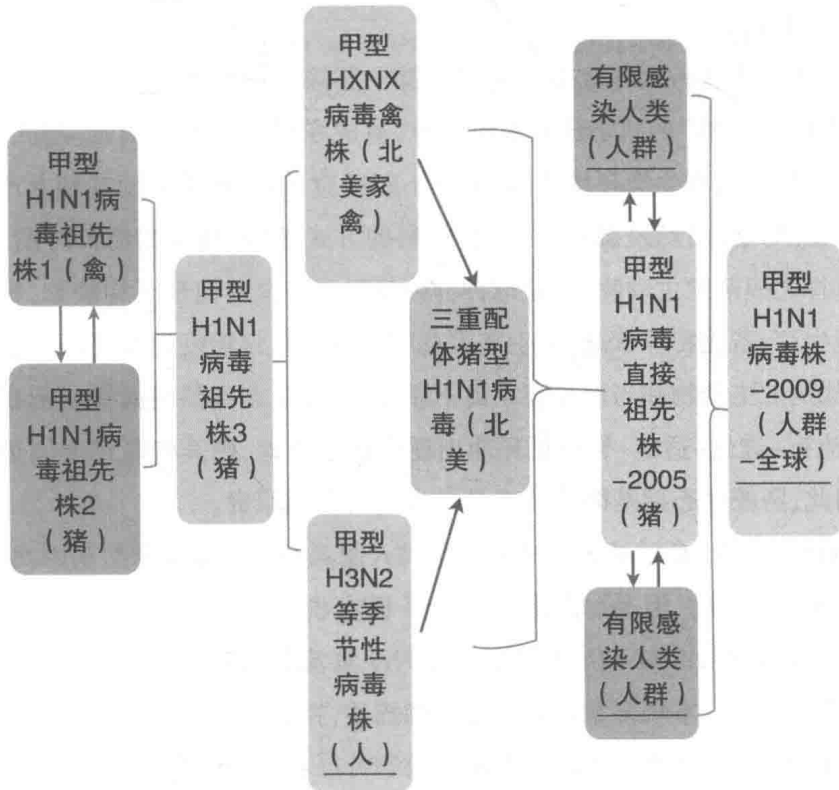 甲型
H1N1病
毒祖先
株1（禽）
甲型
H1N1病
毒祖先
株2
（猪）
甲型
H1N1
病毒
祖先
株3
（猪）
甲型
HXNX
病毒禽
株（北
美家
禽）
三重配
体猪型
H1N1病
毒（北
美）
甲型
H3N2
等季
节性
病毒
株
（人）
有限感
染人类
（人群）
甲型
H1N1
病毒
直接
祖先
株
-2005
（猪）
有限感
染人类
（人群）
甲型
H1N1
病毒株
-2009
（人群
-全球）